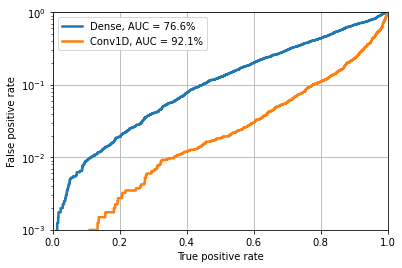 Dense, AUC = 76.6%
Conv1D, AUC = 92.1%
False positive rate
10⁰
10⁻¹
10⁻²
10⁻³
0.0 0.2 0.4 0.6 0.8 1.0
True positive rate